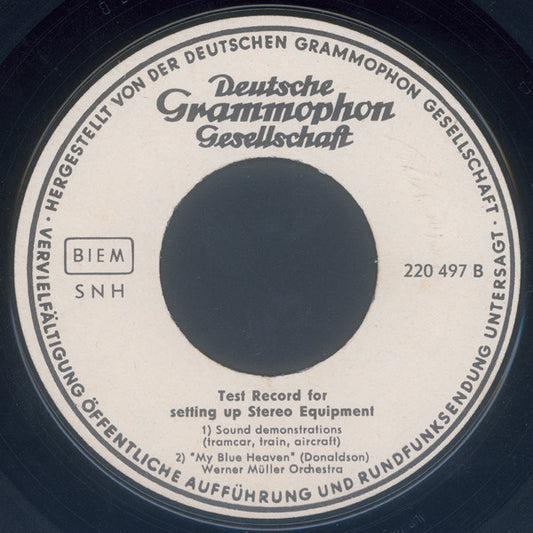 · HERGESTELLT VON DER DEUTSCHEN GRAMMOPHON GESELLSCHAFT ·
VERVIELFÄLTIGUNG ÖFFENTLICHE AUFFÜHRUNG UND RUNDFUNKSENDUNG UNTERSAGT
Deutsche
Grammophon
Gesellschaft
BIEM
SNH
220 497 B
Test Record for
setting up Stereo Equipment
1) Sound demonstrations
(tramcar, train, aircraft)
2) "My Blue Heaven" (Donaldson)
Werner Müller Orchestra